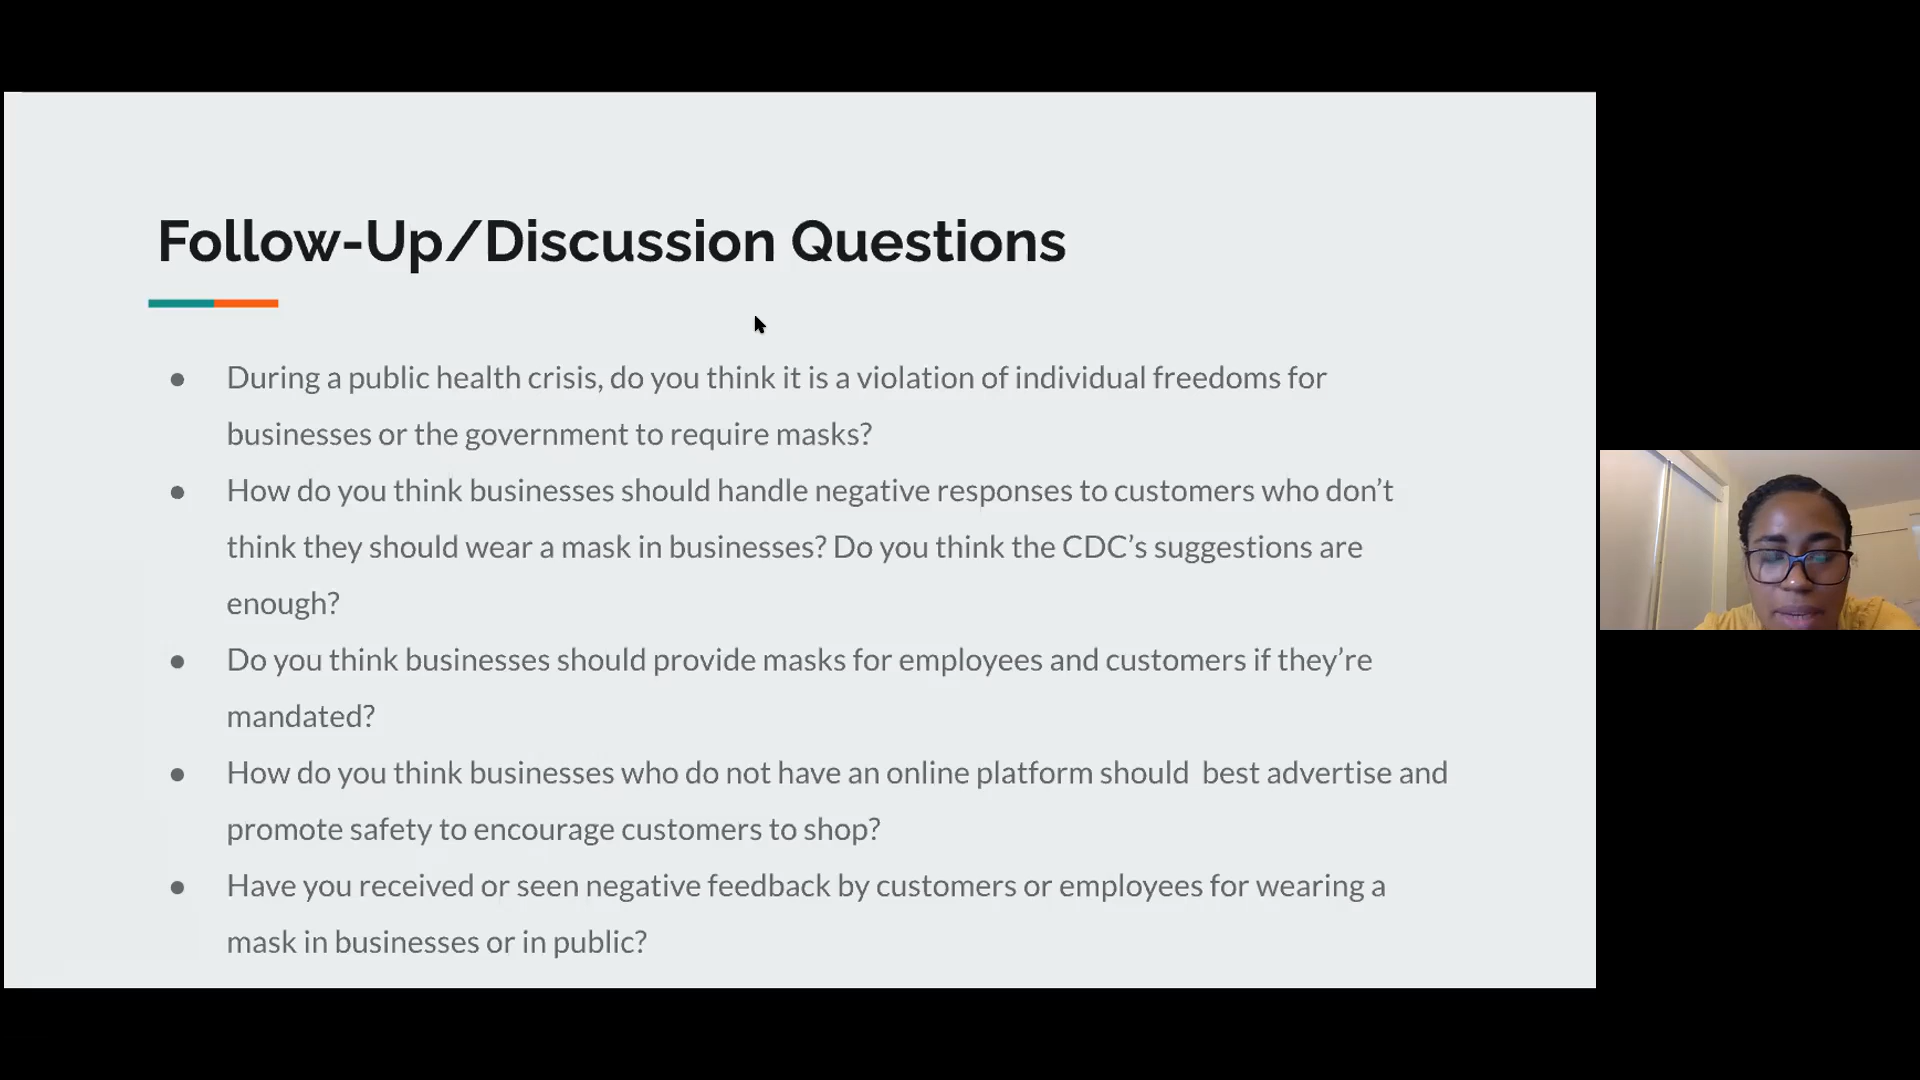 Follow-Up/Discussion Questions
● During a public health crisis, do you think it is a violation of individual freedoms for
businesses or the government to require masks?
● How do you think businesses should handle negative responses to customers who don’t
think they should wear a mask in businesses? Do you think the CDC’s suggestions are
enough?
● Do you think businesses should provide masks for employees and customers if they’re
mandated?
● How do you think businesses who do not have an online platform should  best advertise and
promote safety to encourage customers to shop?
● Have you received or seen negative feedback by customers or employees for wearing a
mask in businesses or in public?